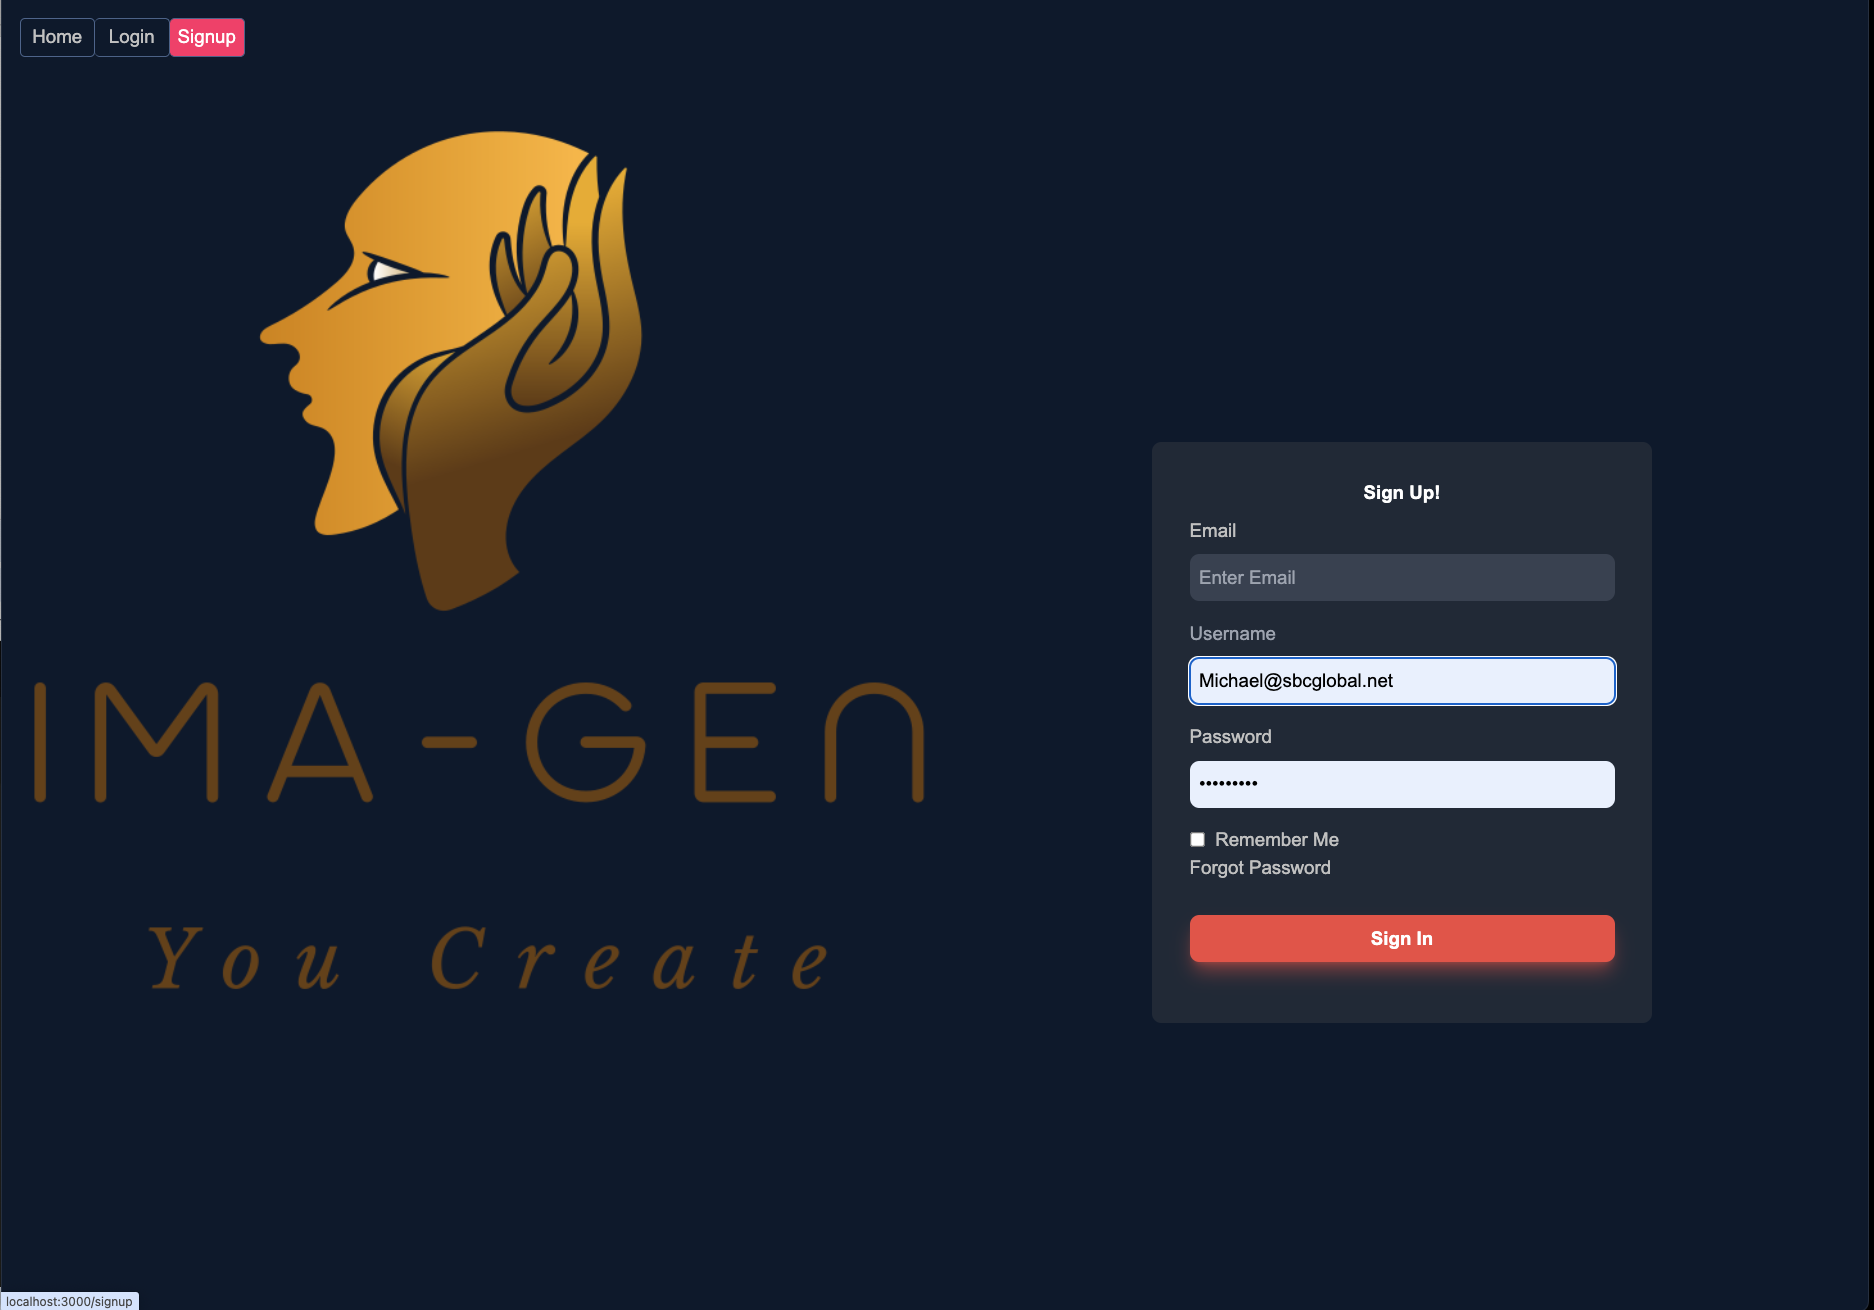 Home Login Signup
IMA-GEN
You Create
Sign Up!
Email
Enter Email
Username
Michael@sbcglobal.net
Password
•••••••••
Remember Me
Forgot Password
Sign In
localhost:3000/signup